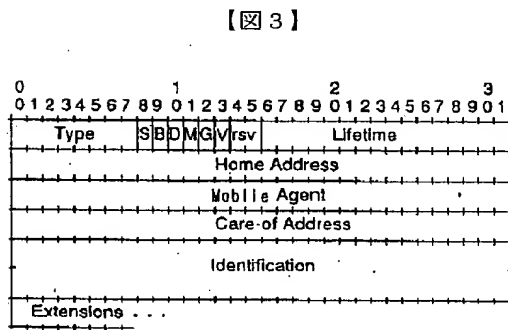 【図３】
0 1 2 3
0 1 2 3 4 5 6 7 8 9 0 1 2 3 4 5 6 7 8 9 0 1 2 3 4 5 6 7 8 9 0 1
Type S B D M G V rsv Lifetime
Home Address
Mobile Agent
Care-of Address
Identification
Extensions . . .